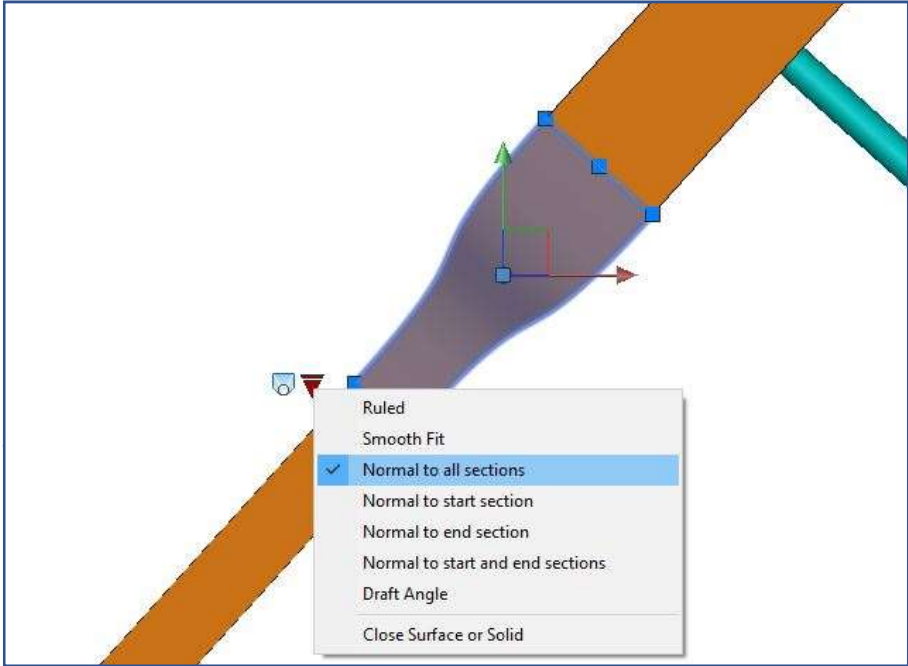 Ruled
Smooth Fit
Normal to all sections
Normal to start section
Normal to end section
Normal to start and end sections
Draft Angle
Close Surface or Solid